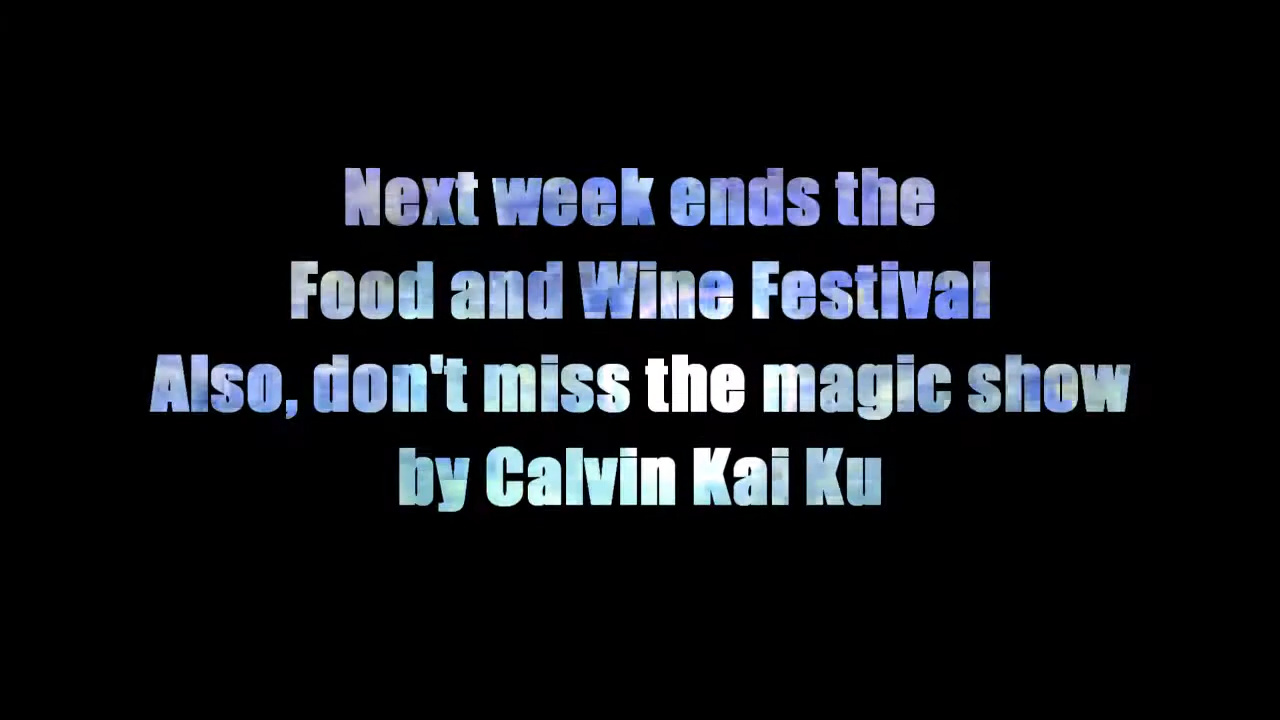 Next week ends the
Food and Wine Festival
Also, don't miss the magic show
by Calvin Kai Ku